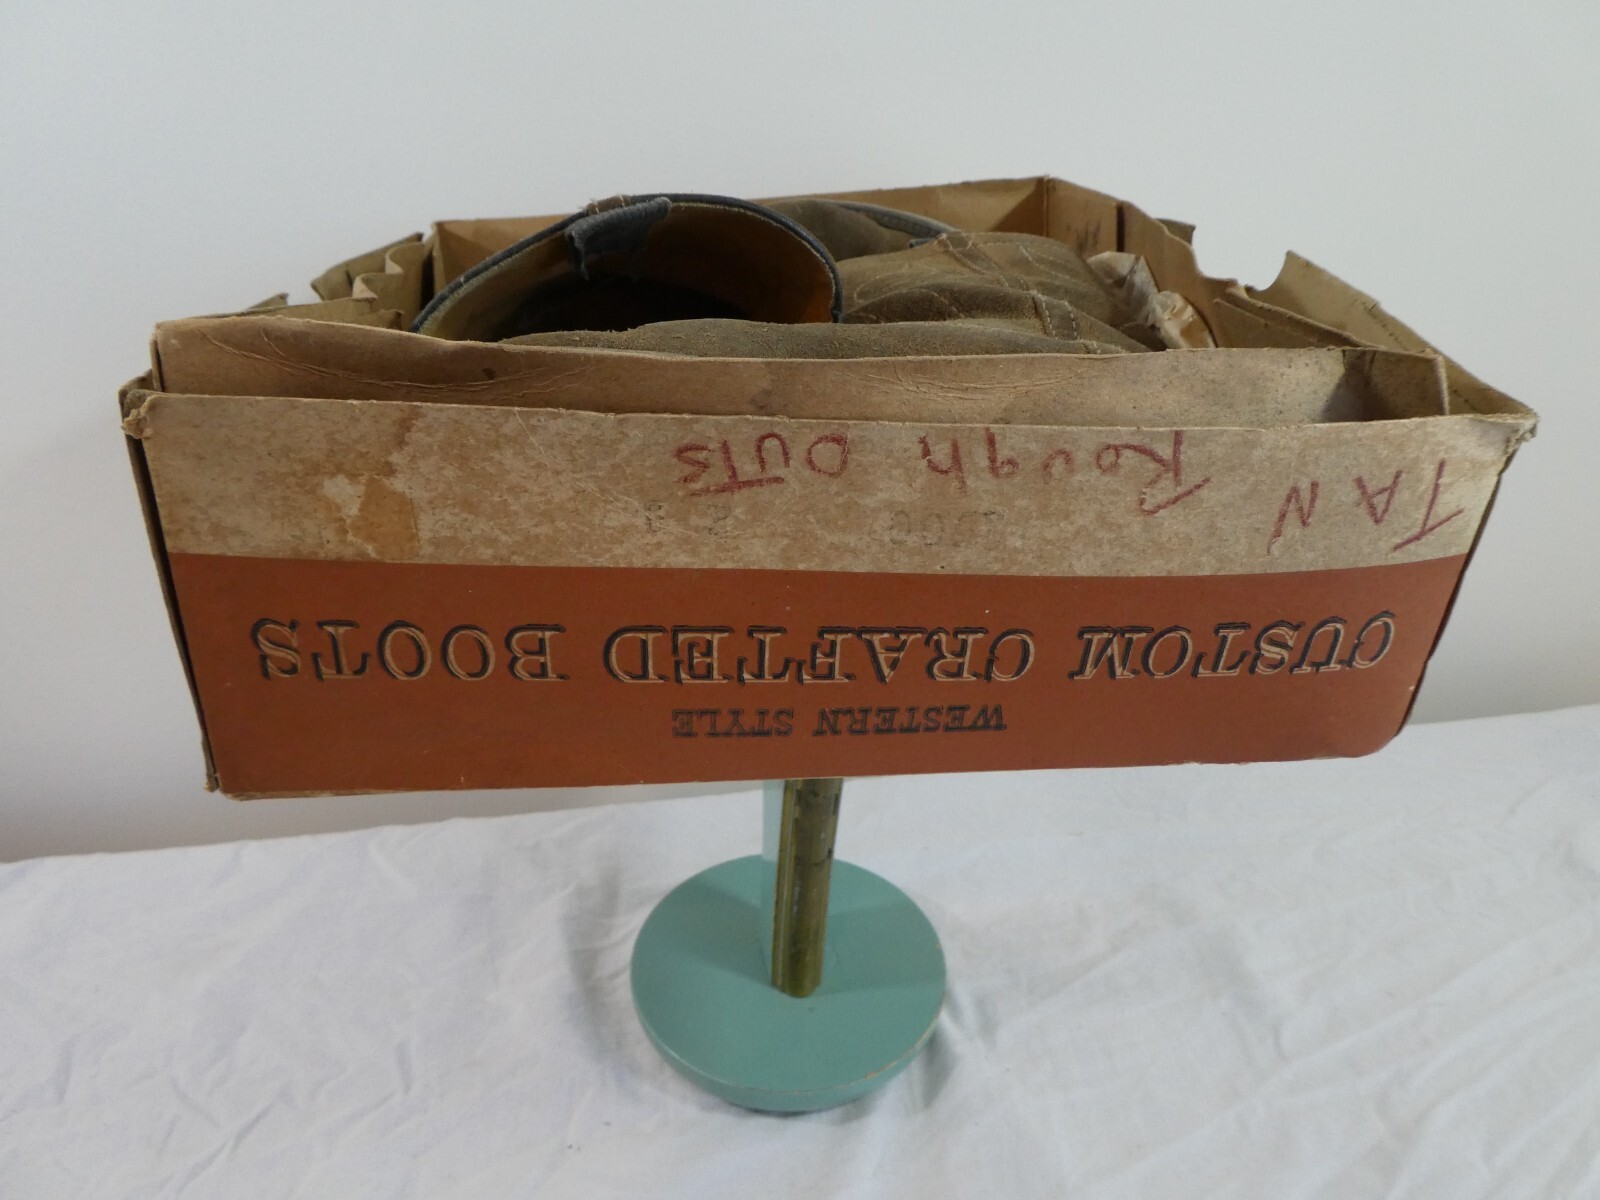 WESTERN STYLE
CUSTOM CRAFTED BOOTS
TAN Rough OUTS